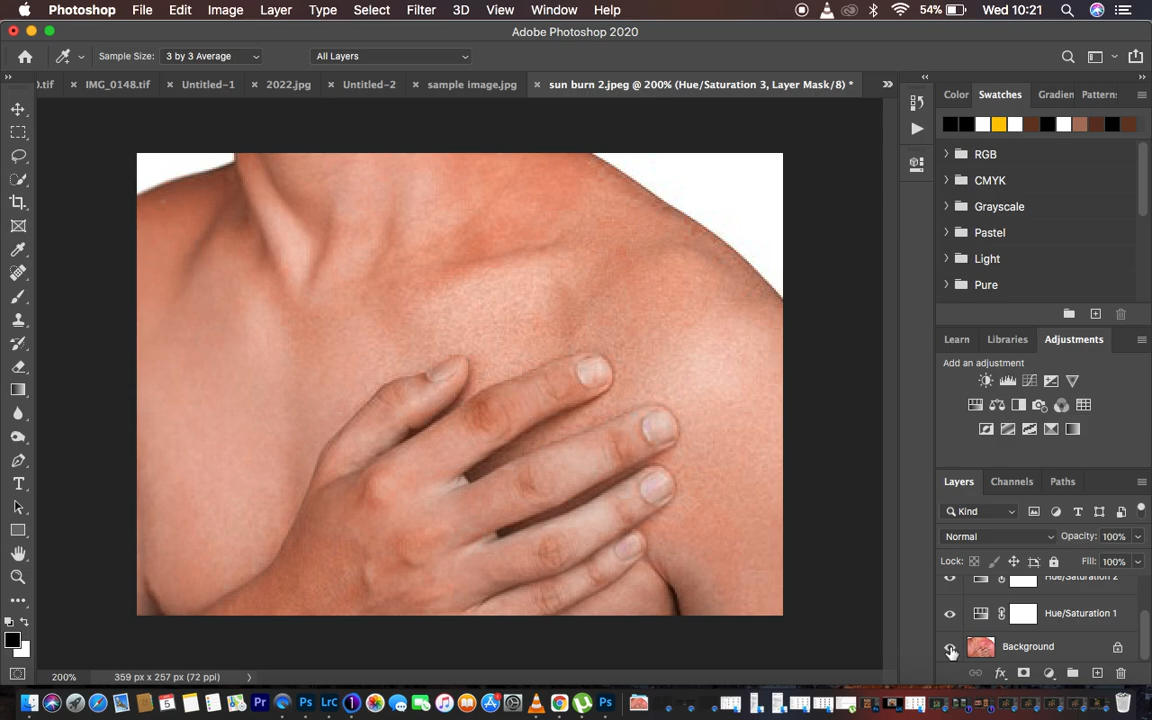 Photoshop File Edit Image Layer Type Select Filter 3D View Window Help 54% Wed 10:21
Adobe Photoshop 2020
Sample Size: 3 by 3 Average All Layers
0.tif IMG_0148.tif Untitled-1 2022.jpg Untitled-2 sample image.jpg sun burn 2.jpeg @ 200% (Hue/Saturation 3, Layer Mask/8) *
Color Swatches Gradien Pattern:
RGB
CMYK
Grayscale
Pastel
Light
Pure
Learn Libraries Adjustments
Add an adjustment
Layers Channels Paths
Kind
Normal Opacity: 100%
Lock: Fill: 100%
Hue/Saturation 2
Hue/Saturation 1
Background
200% 359 px x 257 px (72 ppi)